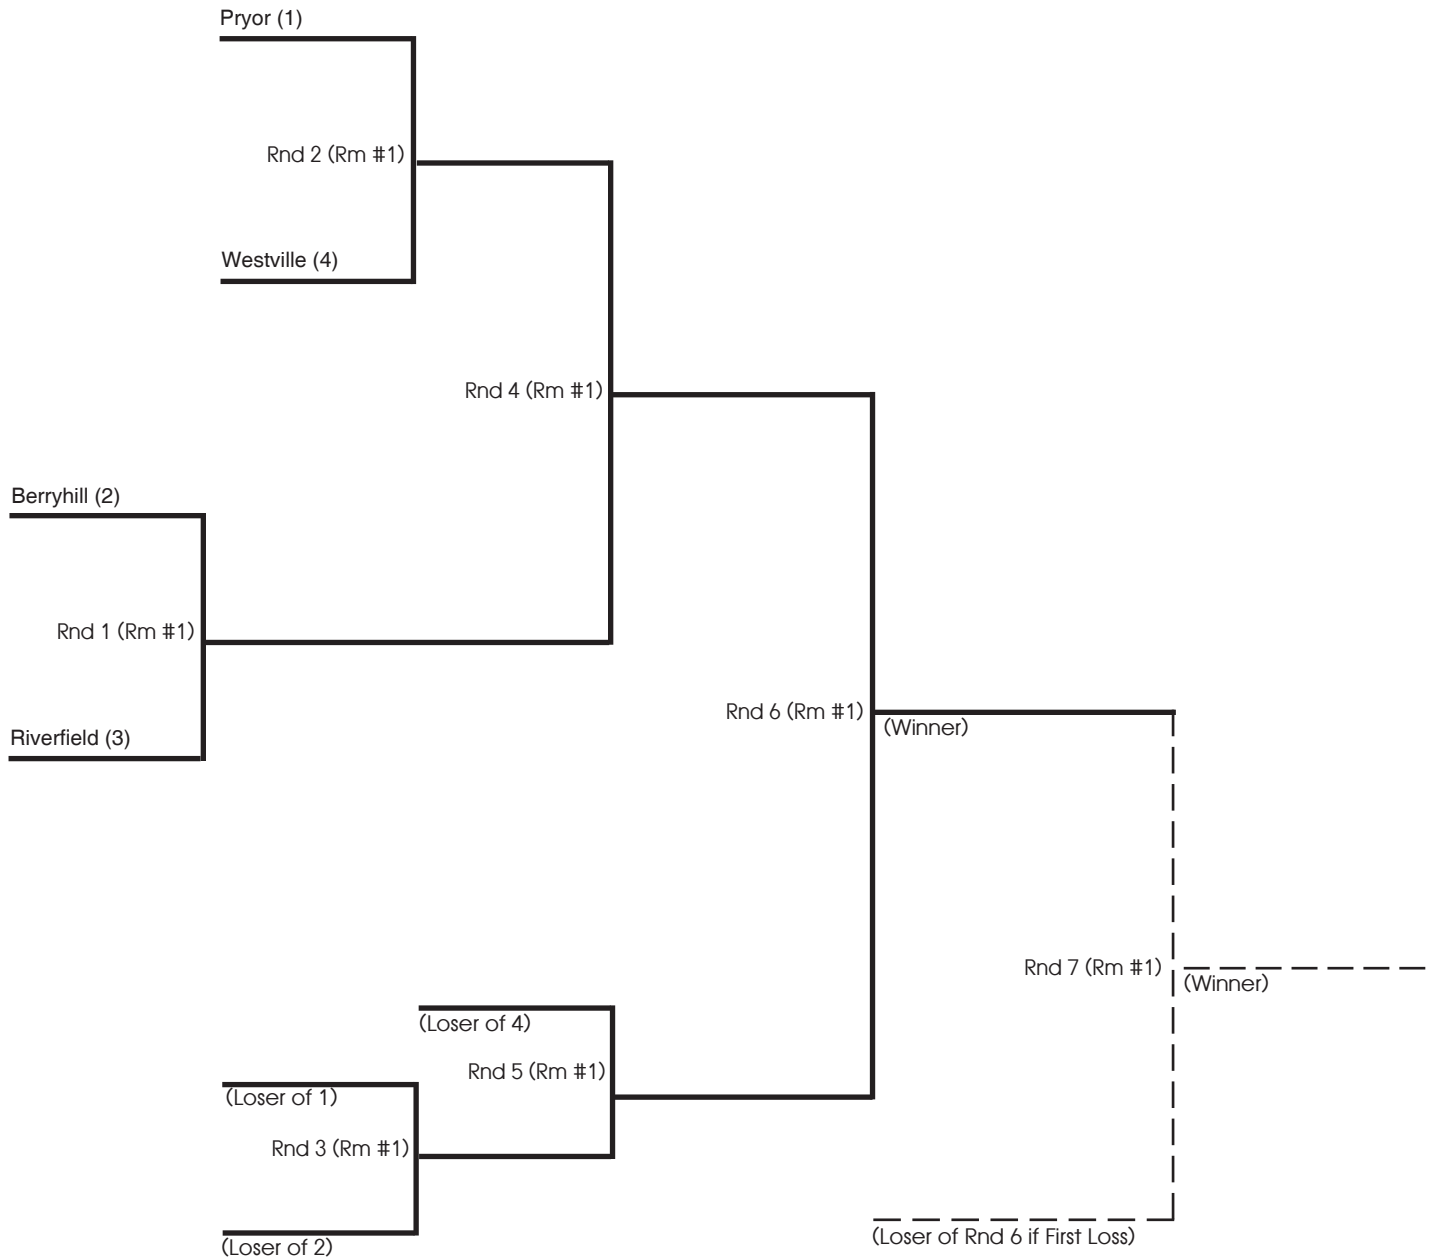 Pryor (1)
Rnd 2 (Rm #1)
Westville (4)
Rnd 4 (Rm #1)
Berryhill (2)
Rnd 1 (Rm #1)
Riverfield (3)
Rnd 6 (Rm #1)
(Winner)
Rnd 7 (Rm #1)
(Winner)
(Loser of 4)
Rnd 5 (Rm #1)
(Loser of 1)
Rnd 3 (Rm #1)
(Loser of 2)
(Loser of Rnd 6 if First Loss)